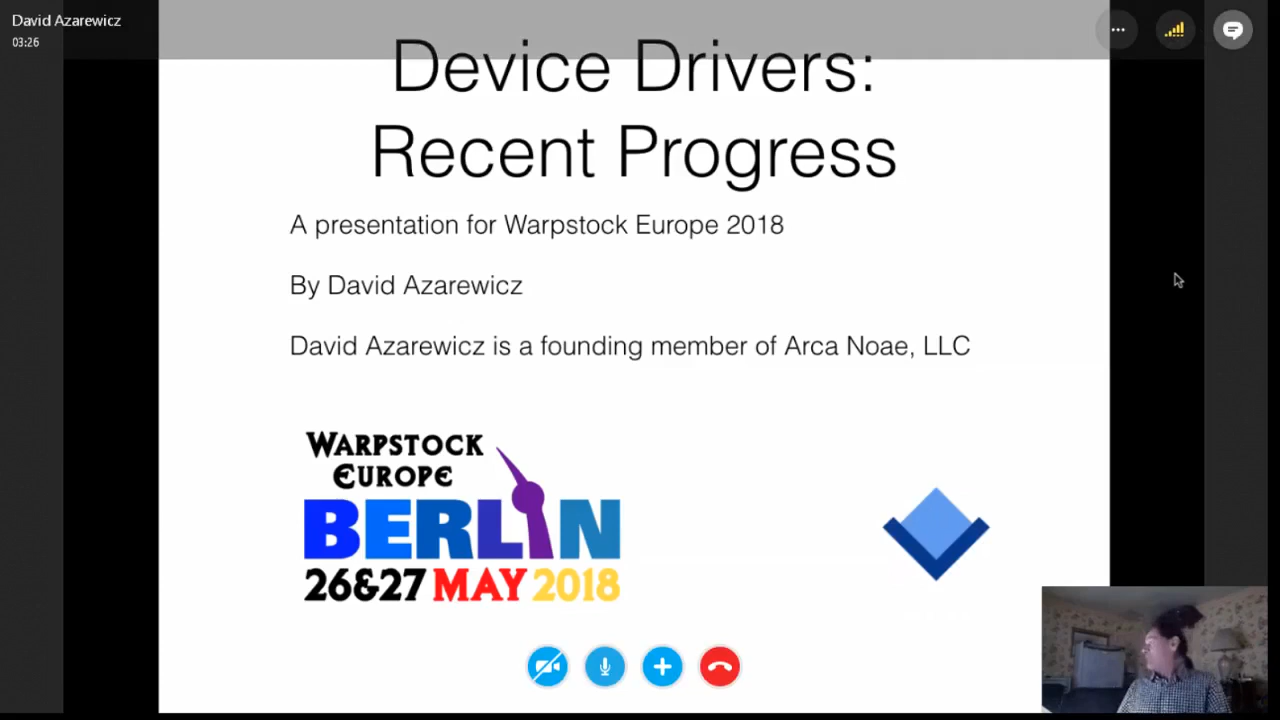 David Azarewicz
03:26
Device Drivers:
Recent Progress
A presentation for Warpstock Europe 2018
By David Azarewicz
David Azarewicz is a founding member of Arca Noae, LLC
WARPSTOCK
EUROPE
BERLIN
26&27 MAY 2018